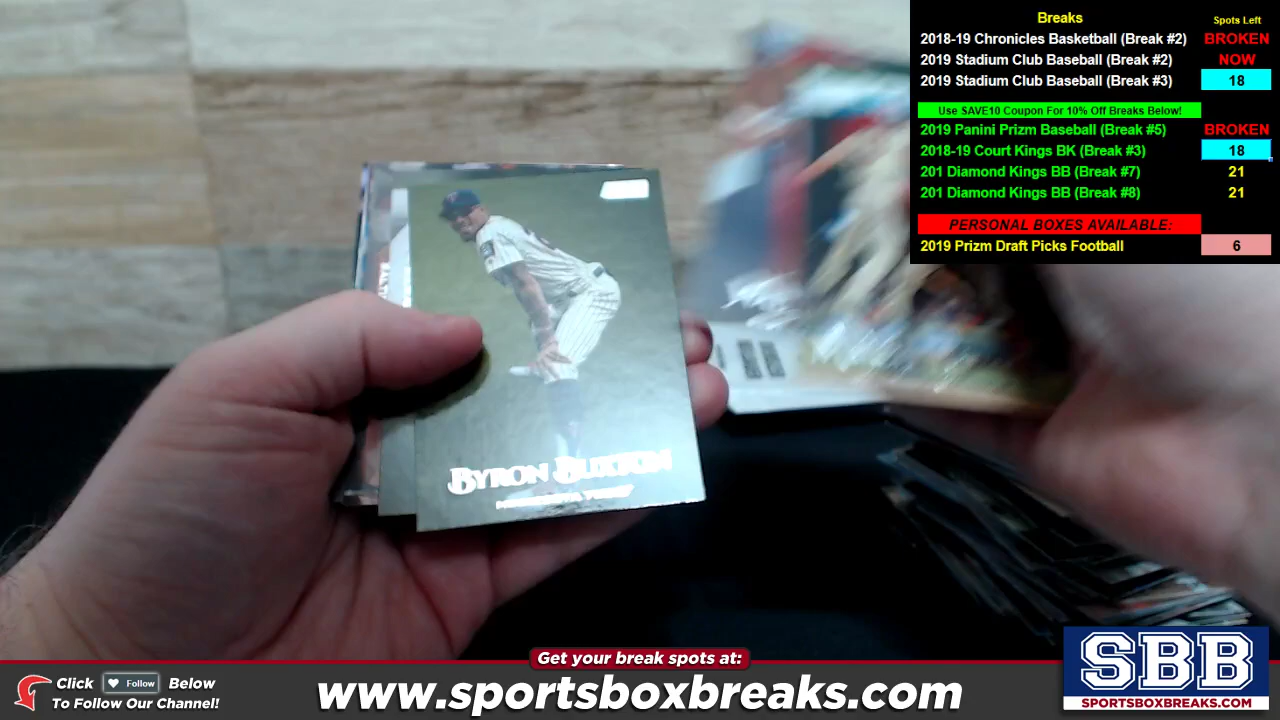 Breaks Spots Left
2018-19 Chronicles Basketball (Break #2) BROKEN
2019 Stadium Club Baseball (Break #2) NOW
2019 Stadium Club Baseball (Break #3) 18
Use SAVE10 Coupon For 10% Off Breaks Below!
2019 Panini Prizm Baseball (Break #5) BROKEN
2018-19 Court Kings BK (Break #3) 18
201 Diamond Kings BB (Break #7) 21
201 Diamond Kings BB (Break #8) 21
PERSONAL BOXES AVAILABLE:
2019 Prizm Draft Picks Football 6
BYRON BUXTON
MINNESOTA TWINS
Get your break spots at:
Click Follow Below
To Follow Our Channel!
www.sportsboxbreaks.com
SBB
SPORTSBOXBREAKS.COM